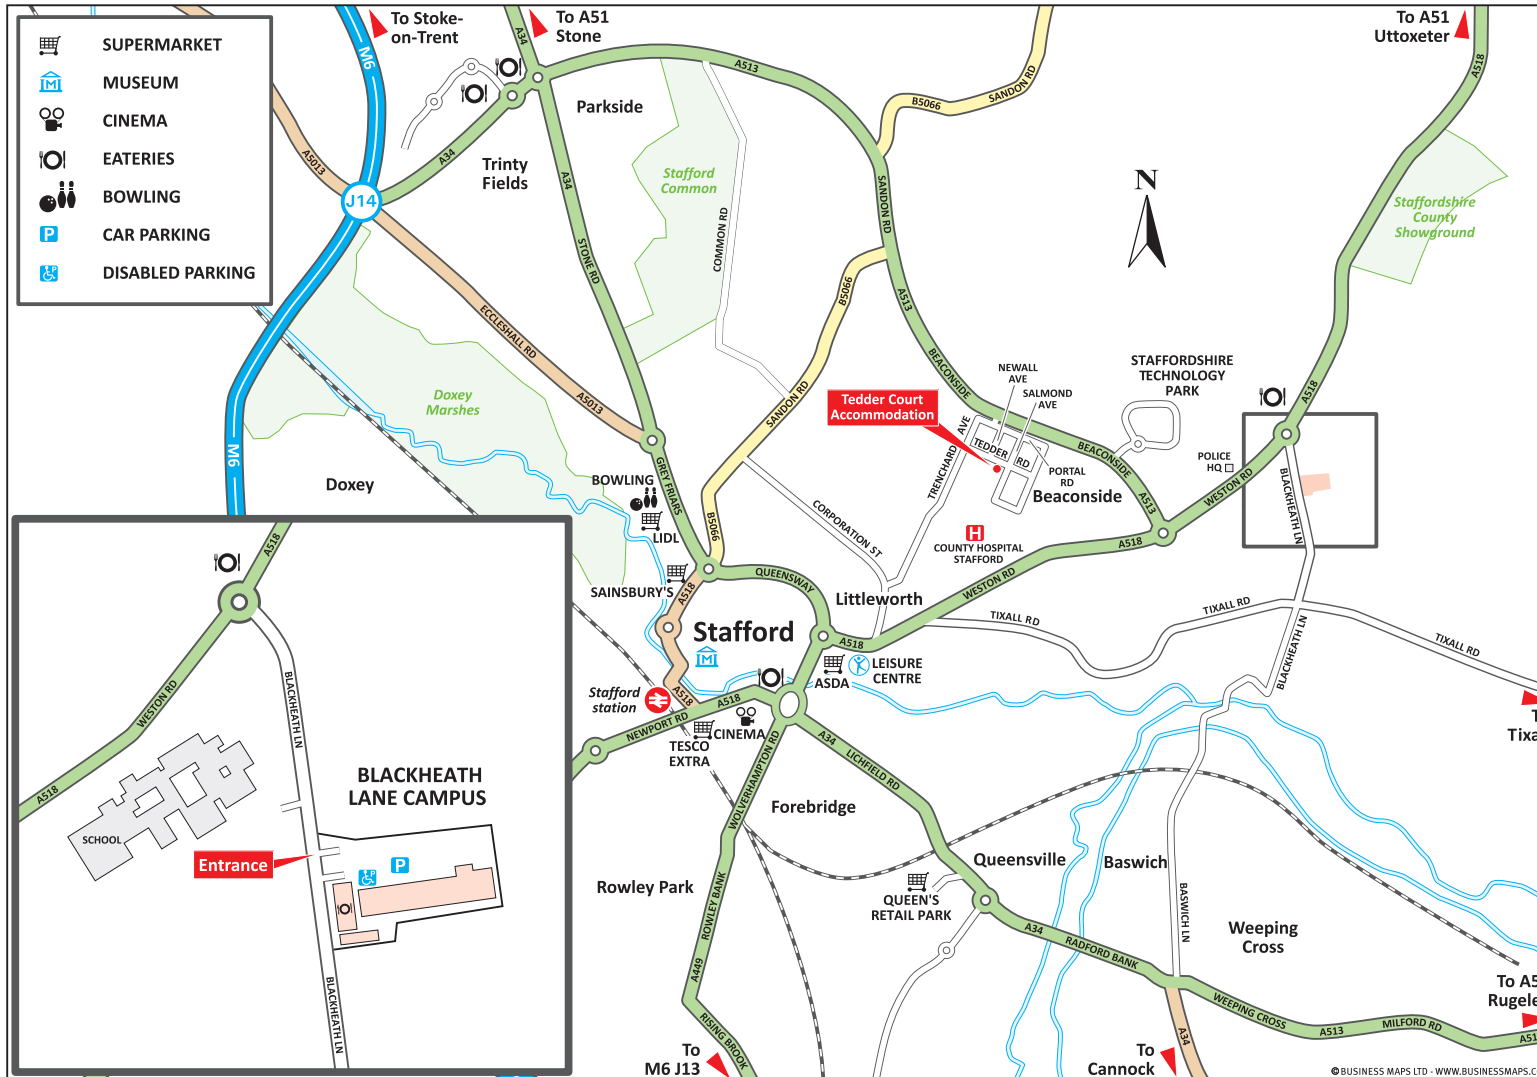 SUPERMARKET
MUSEUM
CINEMA
EATERIES
BOWLING
CAR PARKING
DISABLED PARKING
To Stoke-
on-Trent
To A51
Stone
To A51
Uttoxeter
M6
A34
A513
B5066
SANDON RD
A518
Parkside
Trinty
Fields
A34
A5013
J14
A34
Stafford
Common
COMMON RD
SANDON RD
N
Staffordshire
County
Showground
STONE RD
ECCLESHALL RD
B5066
A513
BEACONSIDE
A5013
SANDON RD
Doxey
Marshes
M6
Doxey
Tedder Court
Accommodation
NEWALL
AVE
SALMOND
AVE
TRENCHARD AVE
TEDDER RD
PORTAL
RD
Beaconside
BEACONSIDE
A513
STAFFORDSHIRE
TECHNOLOGY
PARK
A518
POLICE
HQ
WESTON RD
BLACKHEATH LN
BOWLING
LIDL
GREY FRIARS
B5066
CORPORATION ST
H
COUNTY HOSPITAL
STAFFORD
A518
WESTON RD
SAINSBURY'S
A518
QUEENSWAY
Littleworth
Stafford
M
A518
ASDA
LEISURE
CENTRE
TIXALL RD
TIXALL RD
TIXALL RD
BLACKHEATH LN
Stafford
station
A518
A518
NEWPORT RD
TESCO
EXTRA
CINEMA
A34
LICHFIELD RD
WOLVERHAMPTON RD
Forebridge
Queensville
Baswich
Rowley Park
ROWLEY BANK
A449
RISING BROOK
QUEEN'S
RETAIL PARK
BASWICH LN
Weeping
Cross
A34
RADFORD BANK
WEEPING CROSS
A513
MILFORD RD
A34
To
M6 J13
To
Cannock
A518
WESTON RD
A518
BLACKHEATH LN
SCHOOL
BLACKHEATH
LANE CAMPUS
Entrance
P
BLACKHEATH LN
©BUSINESS MAPS LTD - WWW.BUSINESSMAPS.C